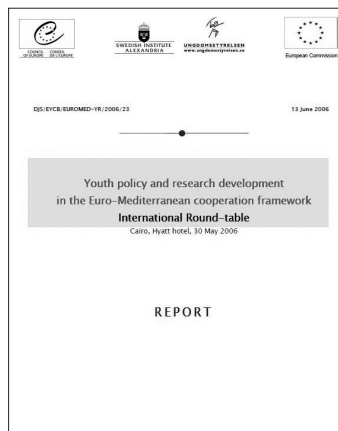 COUNCIL OF EUROPE
CONSEIL DE L'EUROPE
SWEDISH INSTITUTE
ALEXANDRIA
UNGDOMSSTYRELSEN
www.ungdomsstyrelsen.se
European Commission
DJS/EYCB/EUROMED-YR/2006/23
13 June 2006
Youth policy and research development
in the Euro-Mediterranean cooperation framework
International Round-table
Cairo, Hyatt hotel, 30 May 2006
REPORT